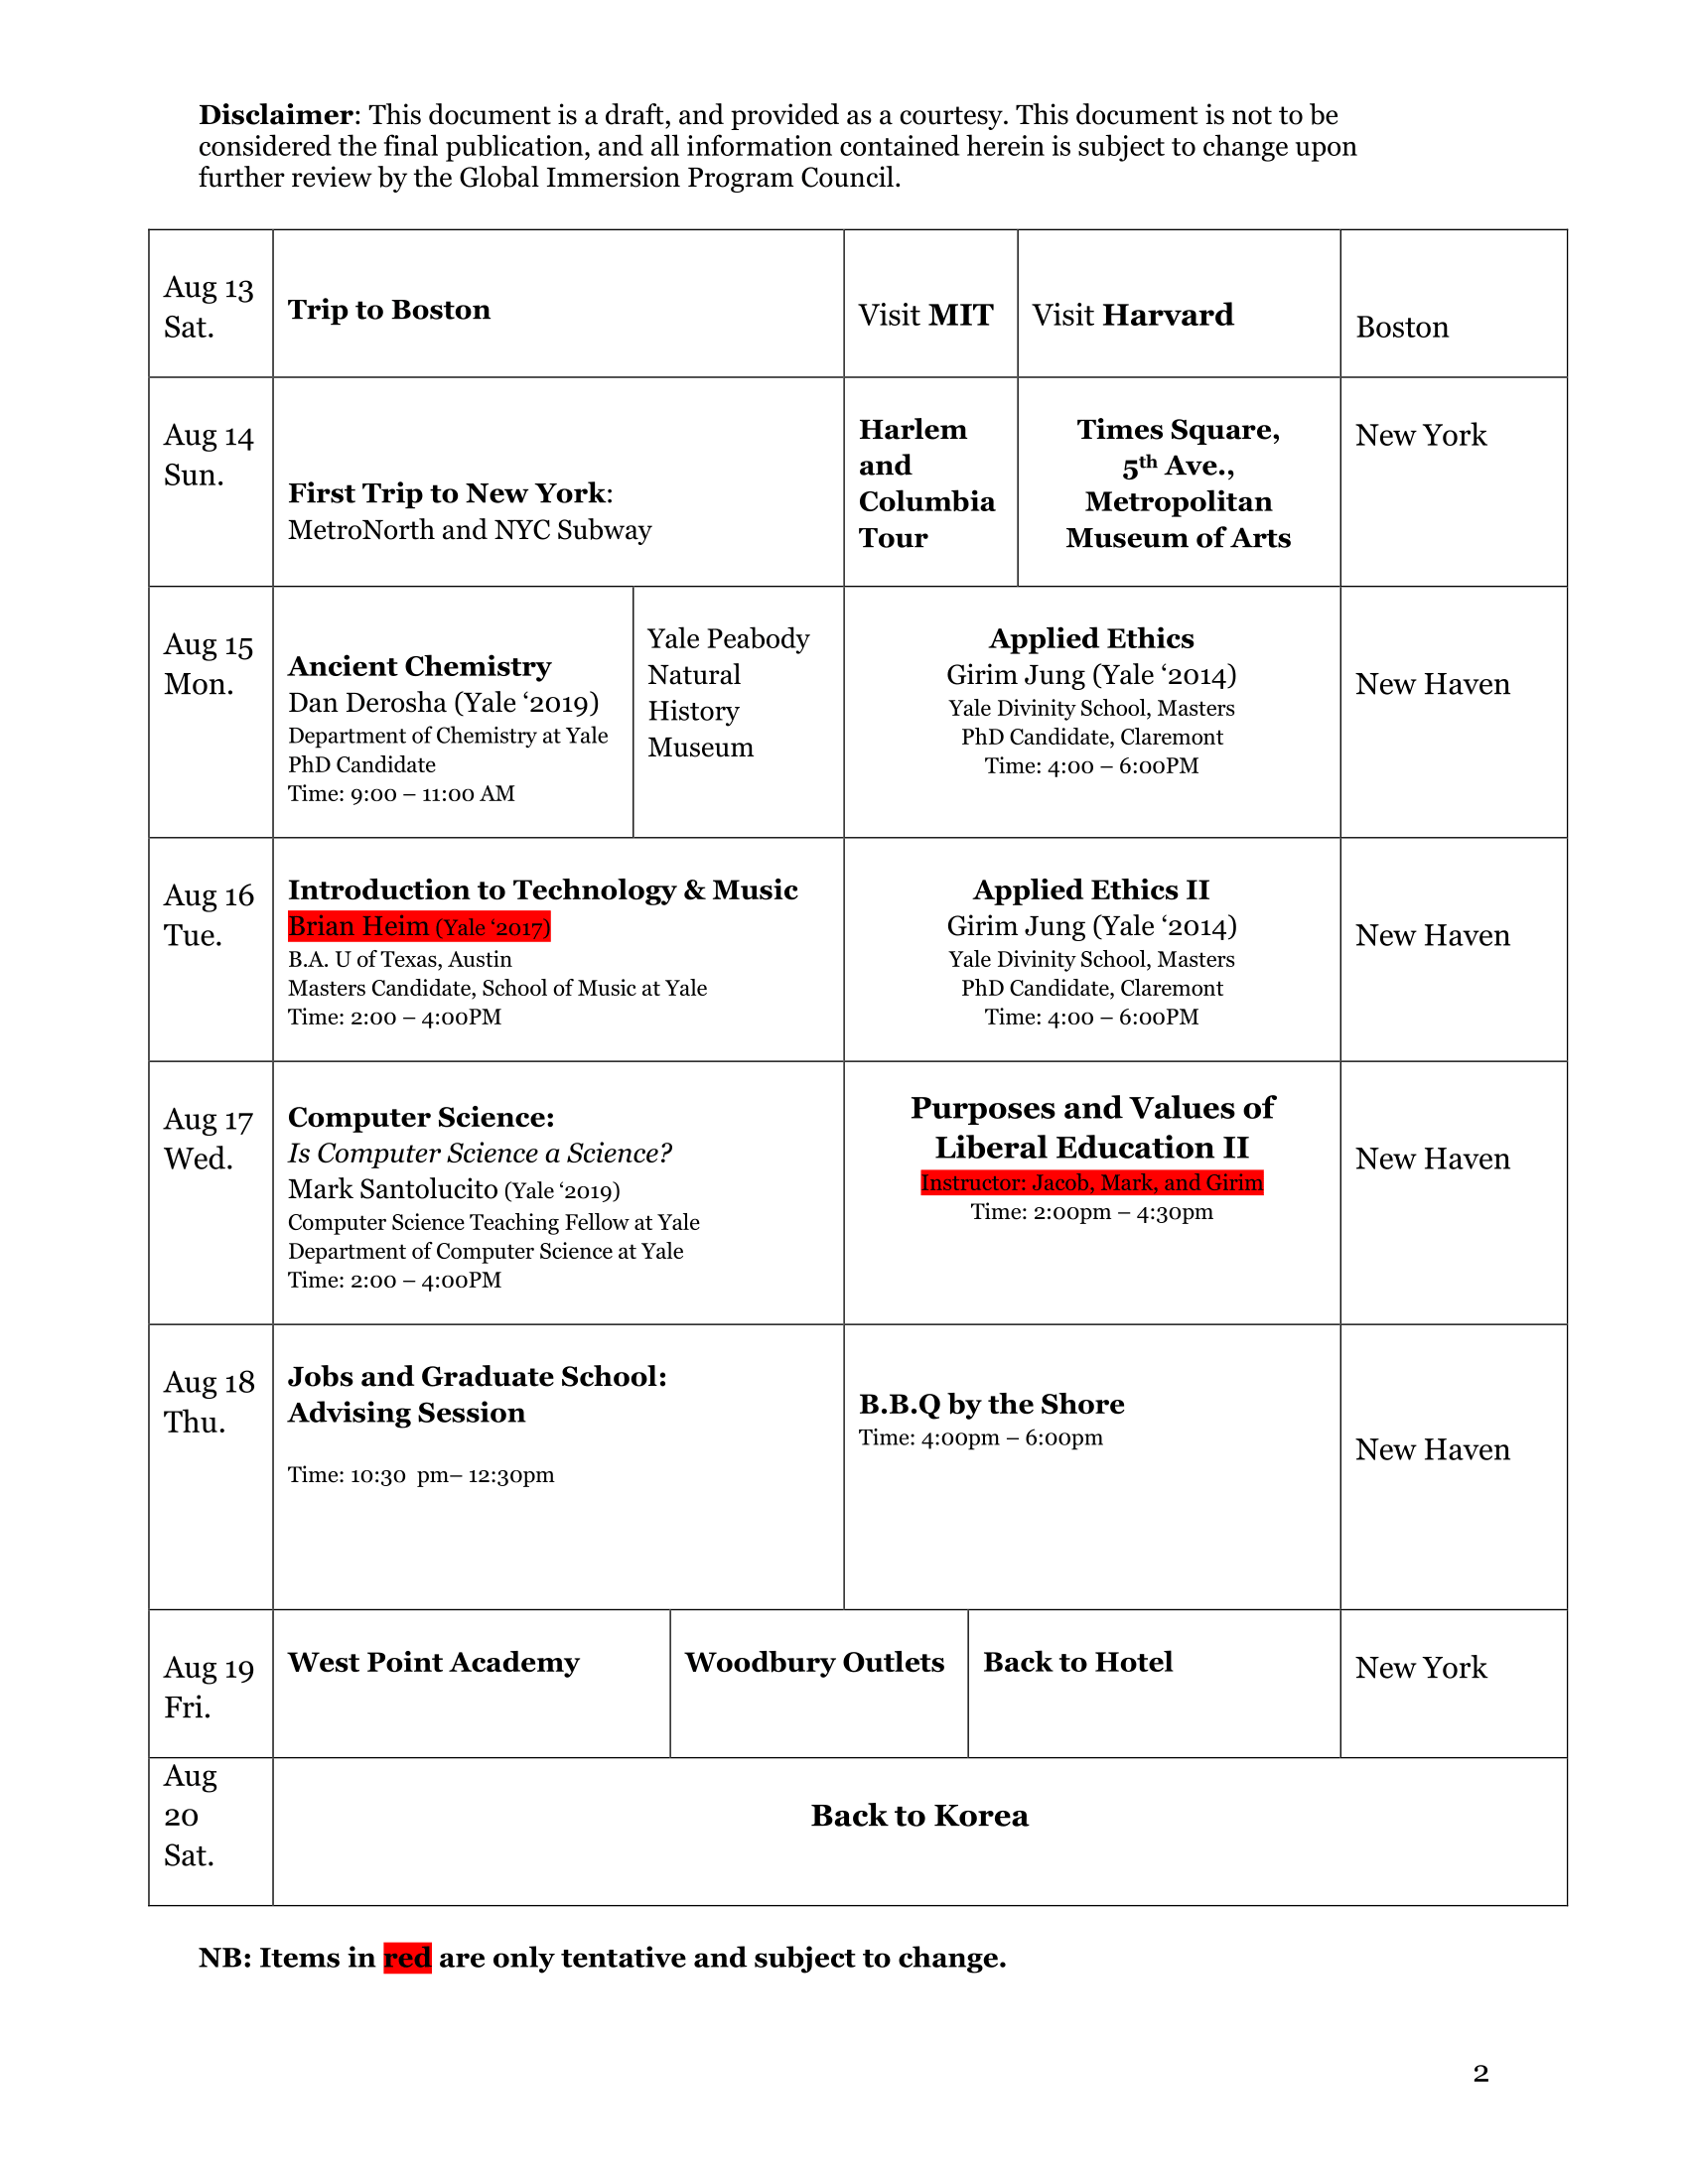 Disclaimer: This document is a draft, and provided as a courtesy. This document is not to be
considered the final publication, and all information contained herein is subject to change upon
further review by the Global Immersion Program Council.
Aug 13
Sat.
Trip to Boston
Visit MIT
Visit Harvard
Boston
Aug 14
Sun.
First Trip to New York:
MetroNorth and NYC Subway
Harlem
and
Columbia
Tour
Times Square,
5th Ave.,
Metropolitan
Museum of Arts
New York
Aug 15
Mon.
Ancient Chemistry
Dan Derosha (Yale ‘2019)
Department of Chemistry at Yale
PhD Candidate
Time: 9:00 – 11:00 AM
Yale Peabody
Natural
History
Museum
Applied Ethics
Girim Jung (Yale ‘2014)
Yale Divinity School, Masters
PhD Candidate, Claremont
Time: 4:00 – 6:00PM
New Haven
Aug 16
Tue.
Introduction to Technology & Music
Brian Heim (Yale ‘2017)
B.A. U of Texas, Austin
Masters Candidate, School of Music at Yale
Time: 2:00 – 4:00PM
Applied Ethics II
Girim Jung (Yale ‘2014)
Yale Divinity School, Masters
PhD Candidate, Claremont
Time: 4:00 – 6:00PM
New Haven
Aug 17
Wed.
Computer Science:
Is Computer Science a Science?
Mark Santolucito (Yale ‘2019)
Computer Science Teaching Fellow at Yale
Department of Computer Science at Yale
Time: 2:00 – 4:00PM
Purposes and Values of
Liberal Education II
Instructor: Jacob, Mark, and Girim
Time: 2:00pm – 4:30pm
New Haven
Aug 18
Thu.
Jobs and Graduate School:
Advising Session
Time: 10:30  pm– 12:30pm
B.B.Q by the Shore
Time: 4:00pm – 6:00pm
New Haven
Aug 19
Fri.
West Point Academy
Woodbury Outlets
Back to Hotel
New York
Aug
20
Sat.
Back to Korea
NB: Items in red are only tentative and subject to change.
2